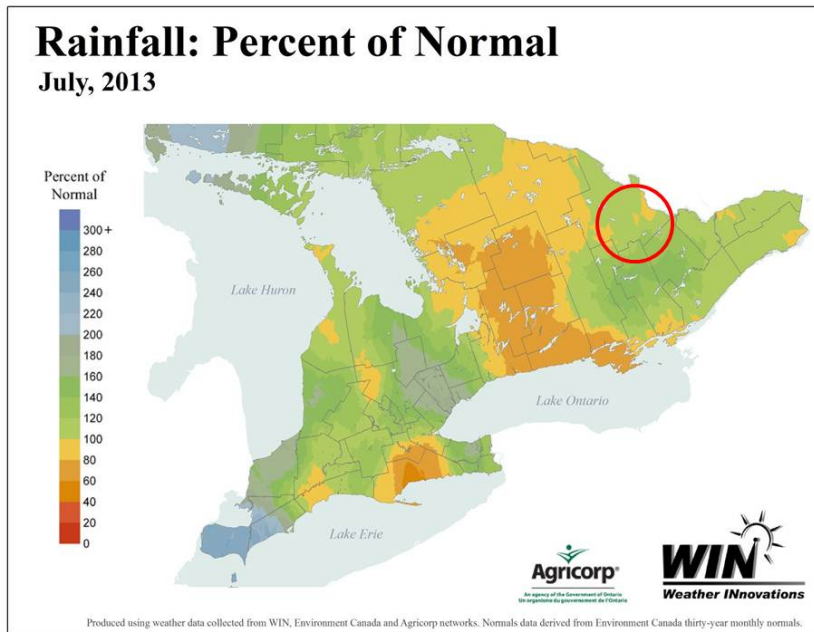 Rainfall: Percent of Normal
July, 2013
Percent of
Normal
300+
280
260
240
220
200
180
160
140
120
100
80
60
40
20
0
Lake Huron
Lake Ontario
Lake Erie
Agricorp®
An agency of the Government of Ontario
Un organisme du gouvernement de l'Ontario
WIN
Weather INnovations
Produced using weather data collected from WIN, Environment Canada and Agricorp networks. Normals data derived from Environment Canada thirty-year monthly normals.